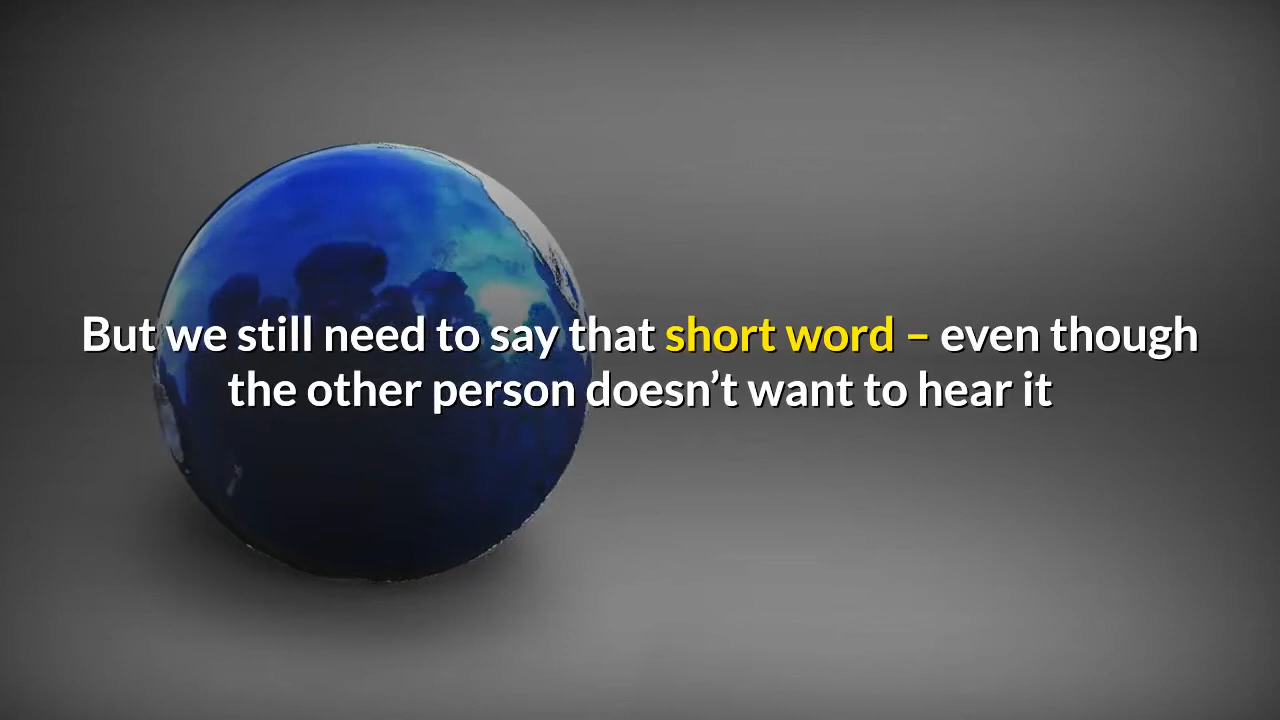 But we still need to say that short word – even though
the other person doesn’t want to hear it